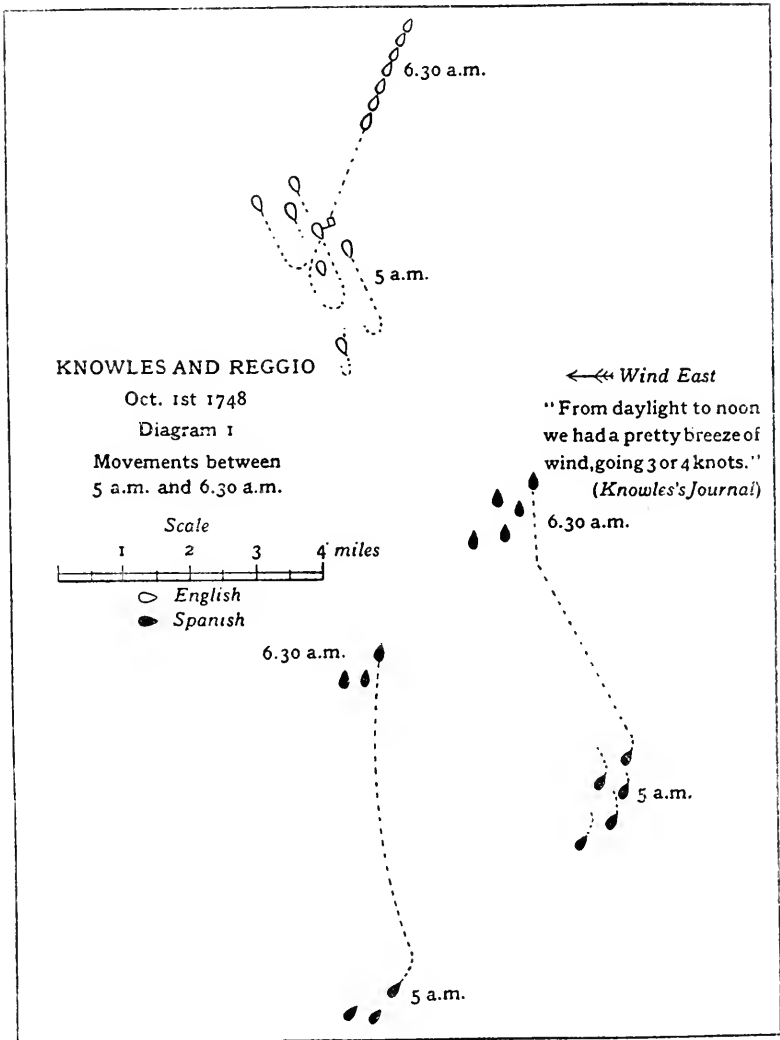 6.30 a.m.
5 a.m.
KNOWLES AND REGGIO
Oct. 1st 1748
Diagram 1
Movements between
5 a.m. and 6.30 a.m.
Scale
1 2 3 4 miles
English
Spanish
Wind East
"From daylight to noon
we had a pretty breeze of
wind, going 3 or 4 knots."
(Knowles's Journal)
6.30 a.m.
6.30 a.m.
5 a.m.
5 a.m.